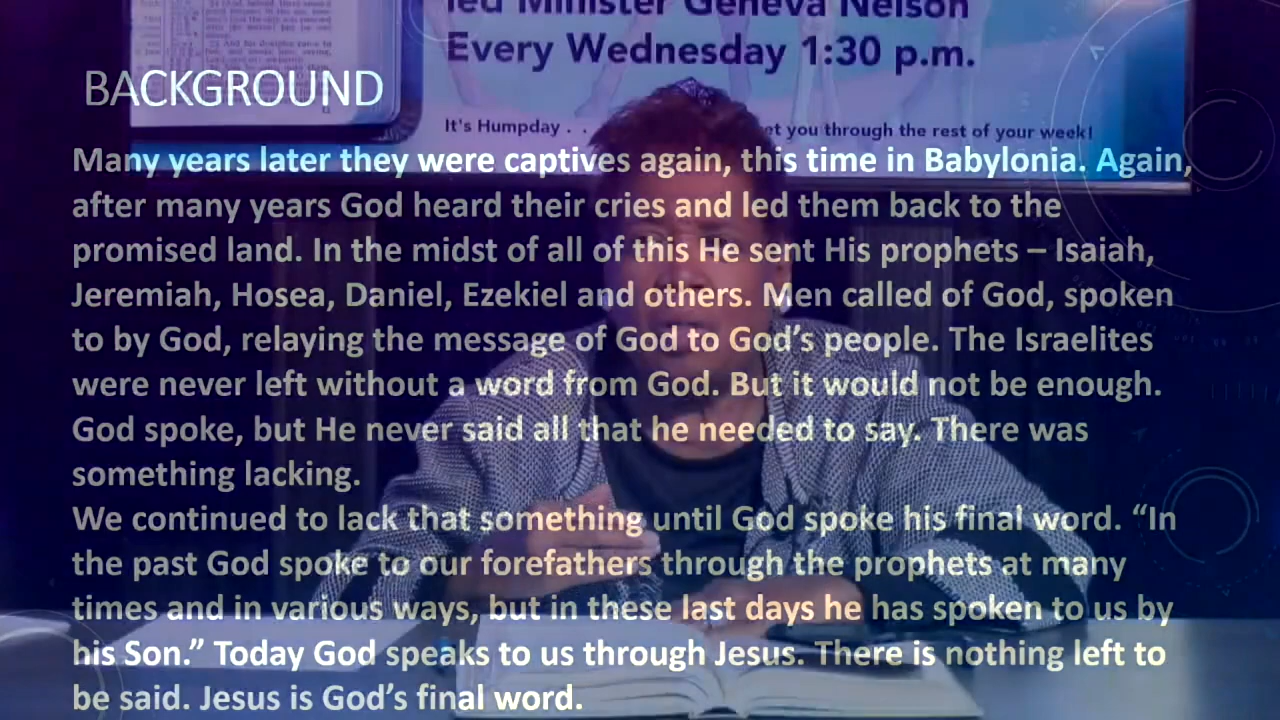 led Minister Geneva Nelson
Every Wednesday 1:30 p.m.
BACKGROUND
It's Humpday . . et you through the rest of your week!
Many years later they were captives again, this time in Babylonia. Again,
after many years God heard their cries and led them back to the
promised land. In the midst of all of this He sent His prophets – Isaiah,
Jeremiah, Hosea, Daniel, Ezekiel and others. Men called of God, spoken
to by God, relaying the message of God to God’s people. The Israelites
were never left without a word from God. But it would not be enough.
God spoke, but He never said all that he needed to say. There was
something lacking.
We continued to lack that something until God spoke his final word. “In
the past God spoke to our forefathers through the prophets at many
times and in various ways, but in these last days he has spoken to us by
his Son.” Today God speaks to us through Jesus. There is nothing left to
be said. Jesus is God’s final word.